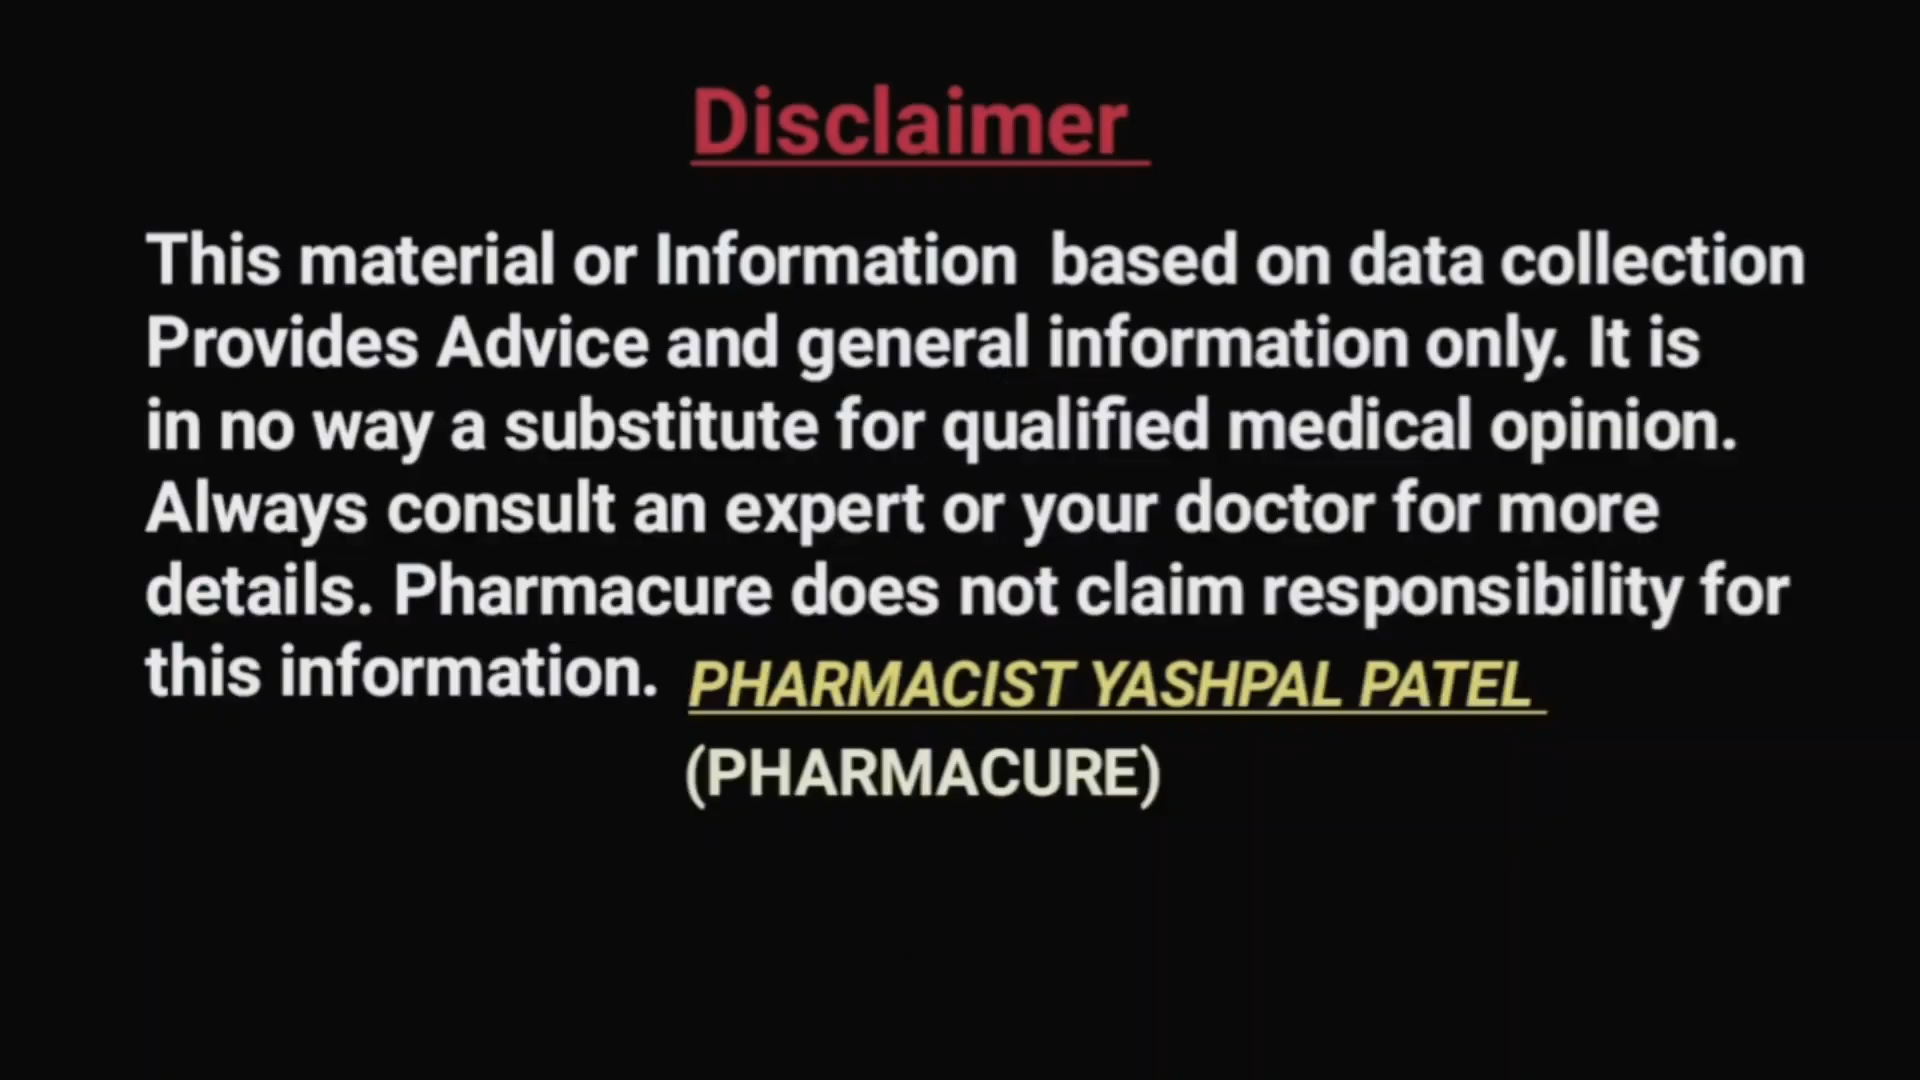 Disclaimer
This material or Information  based on data collection
Provides Advice and general information only. It is
in no way a substitute for qualified medical opinion.
Always consult an expert or your doctor for more
details. Pharmacure does not claim responsibility for
this information. PHARMACIST YASHPAL PATEL
(PHARMACURE)